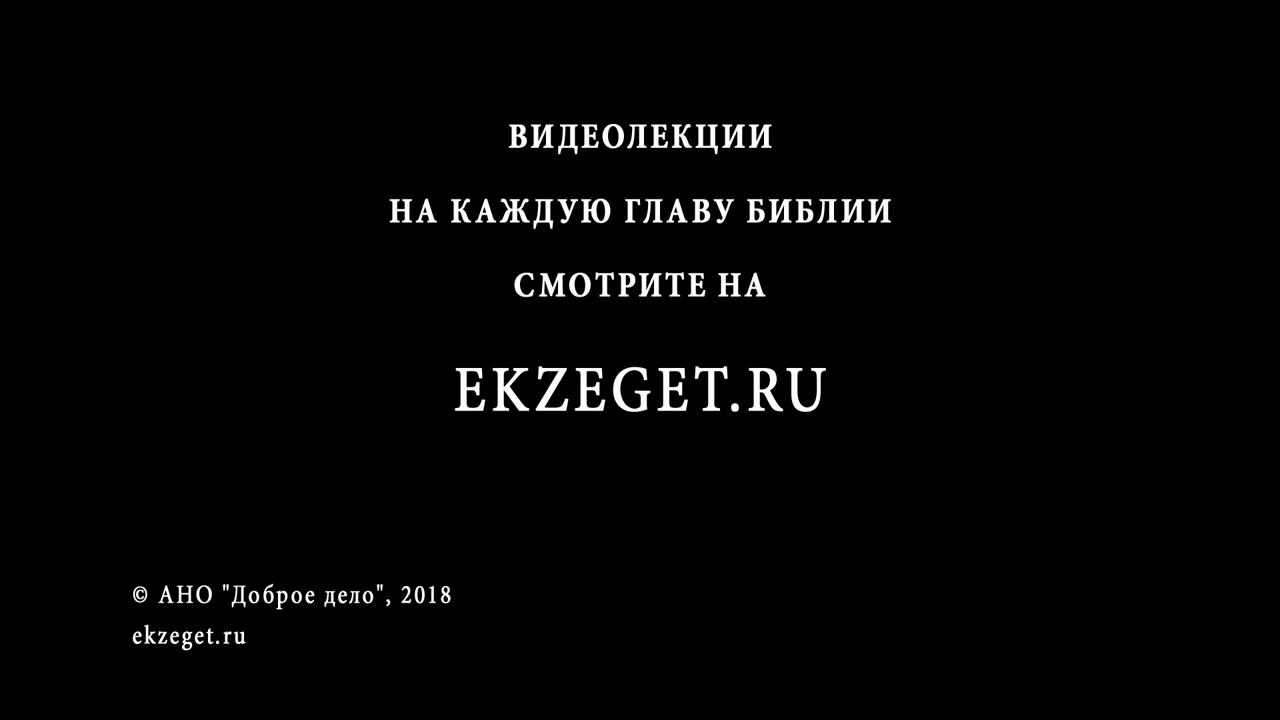 ВИДЕОЛЕКЦИИ
НА КАЖДУЮ ГЛАВУ БИБЛИИ
СМОТРИТЕ НА
EKZEGET.RU
© АНО "Доброе дело", 2018
ekzeget.ru